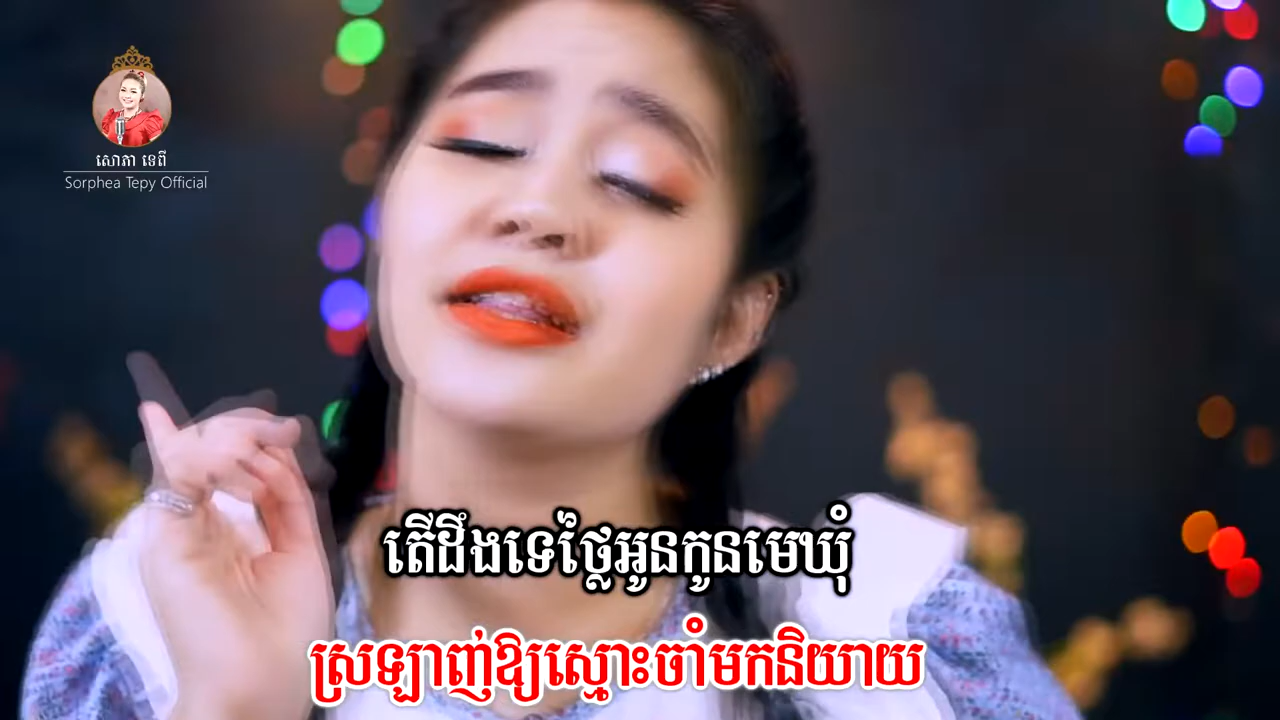 សោភា ទេពី
Sorphea Tepy Official
តើដឹងទេថ្លៃអូនកូនមេឃុំ
ស្រឡាញ់ឱ្យស្មោះចាំមកនិយាយ